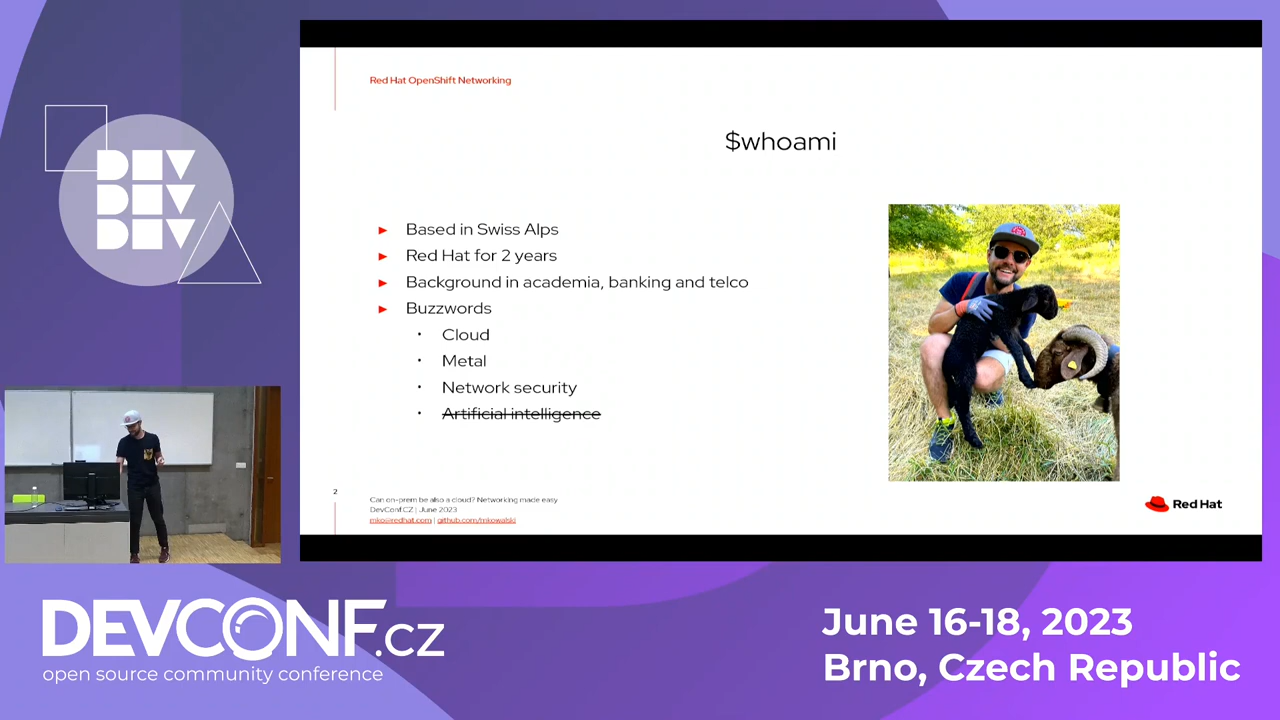 DEV
DEV
DEV
Red Hat OpenShift Networking
$whoami
Based in Swiss Alps
Red Hat for 2 years
Background in academia, banking and telco
Buzzwords
Cloud
Metal
Network security
Artificial intelligence
2
Can on-prem be also a cloud? Networking made easy
DevConf.CZ | June 2023
mko@redhat.com | github.com/mkowalski
Red Hat
DEVCONF.cz
open source community conference
June 16-18, 2023
Brno, Czech Republic